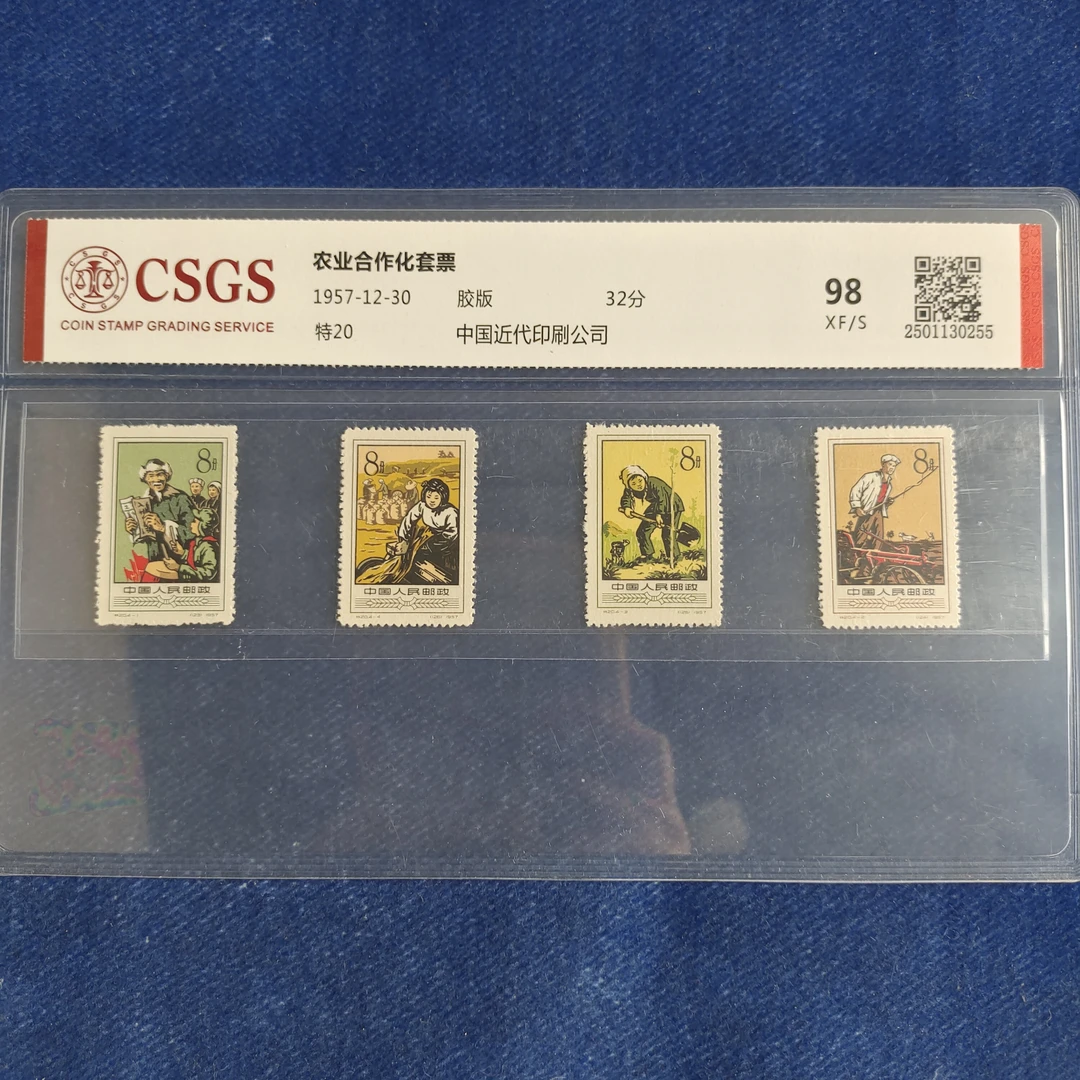 CSGS
COIN STAMP GRADING SERVICE
农业合作化套票
1957-12-30 胶版 32分
特20 中国近代印刷公司
98
XF/S
2501130255
8分
中国人民邮政
8分
中国人民邮政
8分
中国人民邮政
8分
中国人民邮政